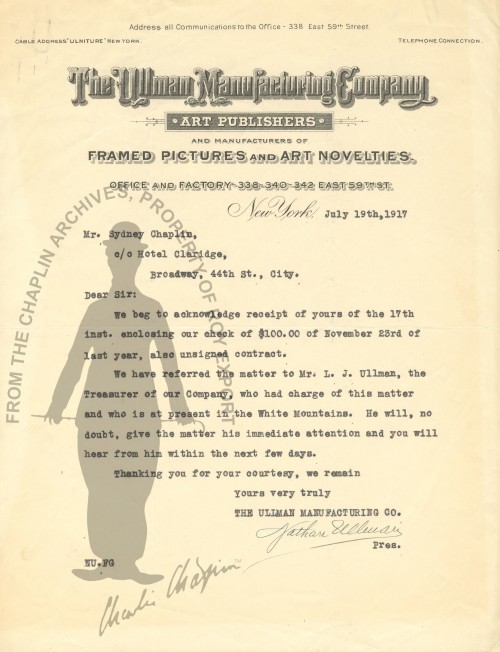 Address all Communications to the Office - 338 East 59th Street.
CABLE ADDRESS "ULNITURE" NEW YORK.
TELEPHONE CONNECTION.
The Ullman Manufacturing Company
ART PUBLISHERS
AND MANUFACTURERS OF
FRAMED PICTURES AND ART NOVELTIES.
OFFICE AND FACTORY 338-340-342 EAST 59TH ST.
New York, July 19th, 1917
Mr. Sydney Chaplin,
c/o Hotel Claridge,
Broadway, 44th St., City.
Dear Sir:
We beg to acknowledge receipt of yours of the 17th
inst. enclosing our check of $100.00 of November 23rd of
last year, also unsigned contract.
We have referred the matter to Mr. L. J. Ullman, the
Treasurer of our Company, who had charge of this matter
and who is at present in the White Mountains. He will, no
doubt, give the matter his immediate attention and you will
hear from him within the next few days.
Thanking you for your courtesy, we remain
Yours very truly
THE ULLMAN MANUFACTURING CO.
Nathan Ullman
Pres.
NU.FG
FROM THE CHAPLIN ARCHIVES, PROPERTY OF ROY EXPORT
Charlie Chaplin™